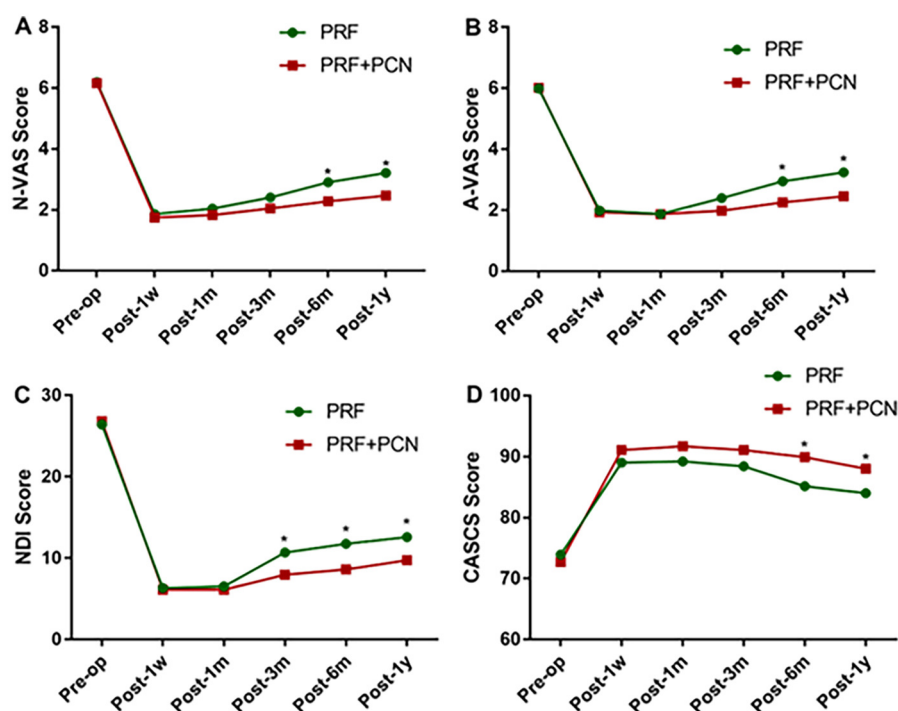 A
N-VAS Score
8
6
4
2
0
PRF
PRF+PCN
*
*
Pre-op
Post-1w
Post-1m
Post-3m
Post-6m
Post-1y
B
A-VAS Score
8
6
4
2
0
PRF
PRF+PCN
*
*
Pre-op
Post-1w
Post-1m
Post-3m
Post-6m
Post-1y
C
NDI Score
30
20
10
0
PRF
PRF+PCN
*
*
*
Pre-op
Post-1w
Post-1m
Post-3m
Post-6m
Post-1y
D
CASCS Score
100
90
80
70
60
PRF
PRF+PCN
*
*
Pre-op
Post-1w
Post-1m
Post-3m
Post-6m
Post-1y